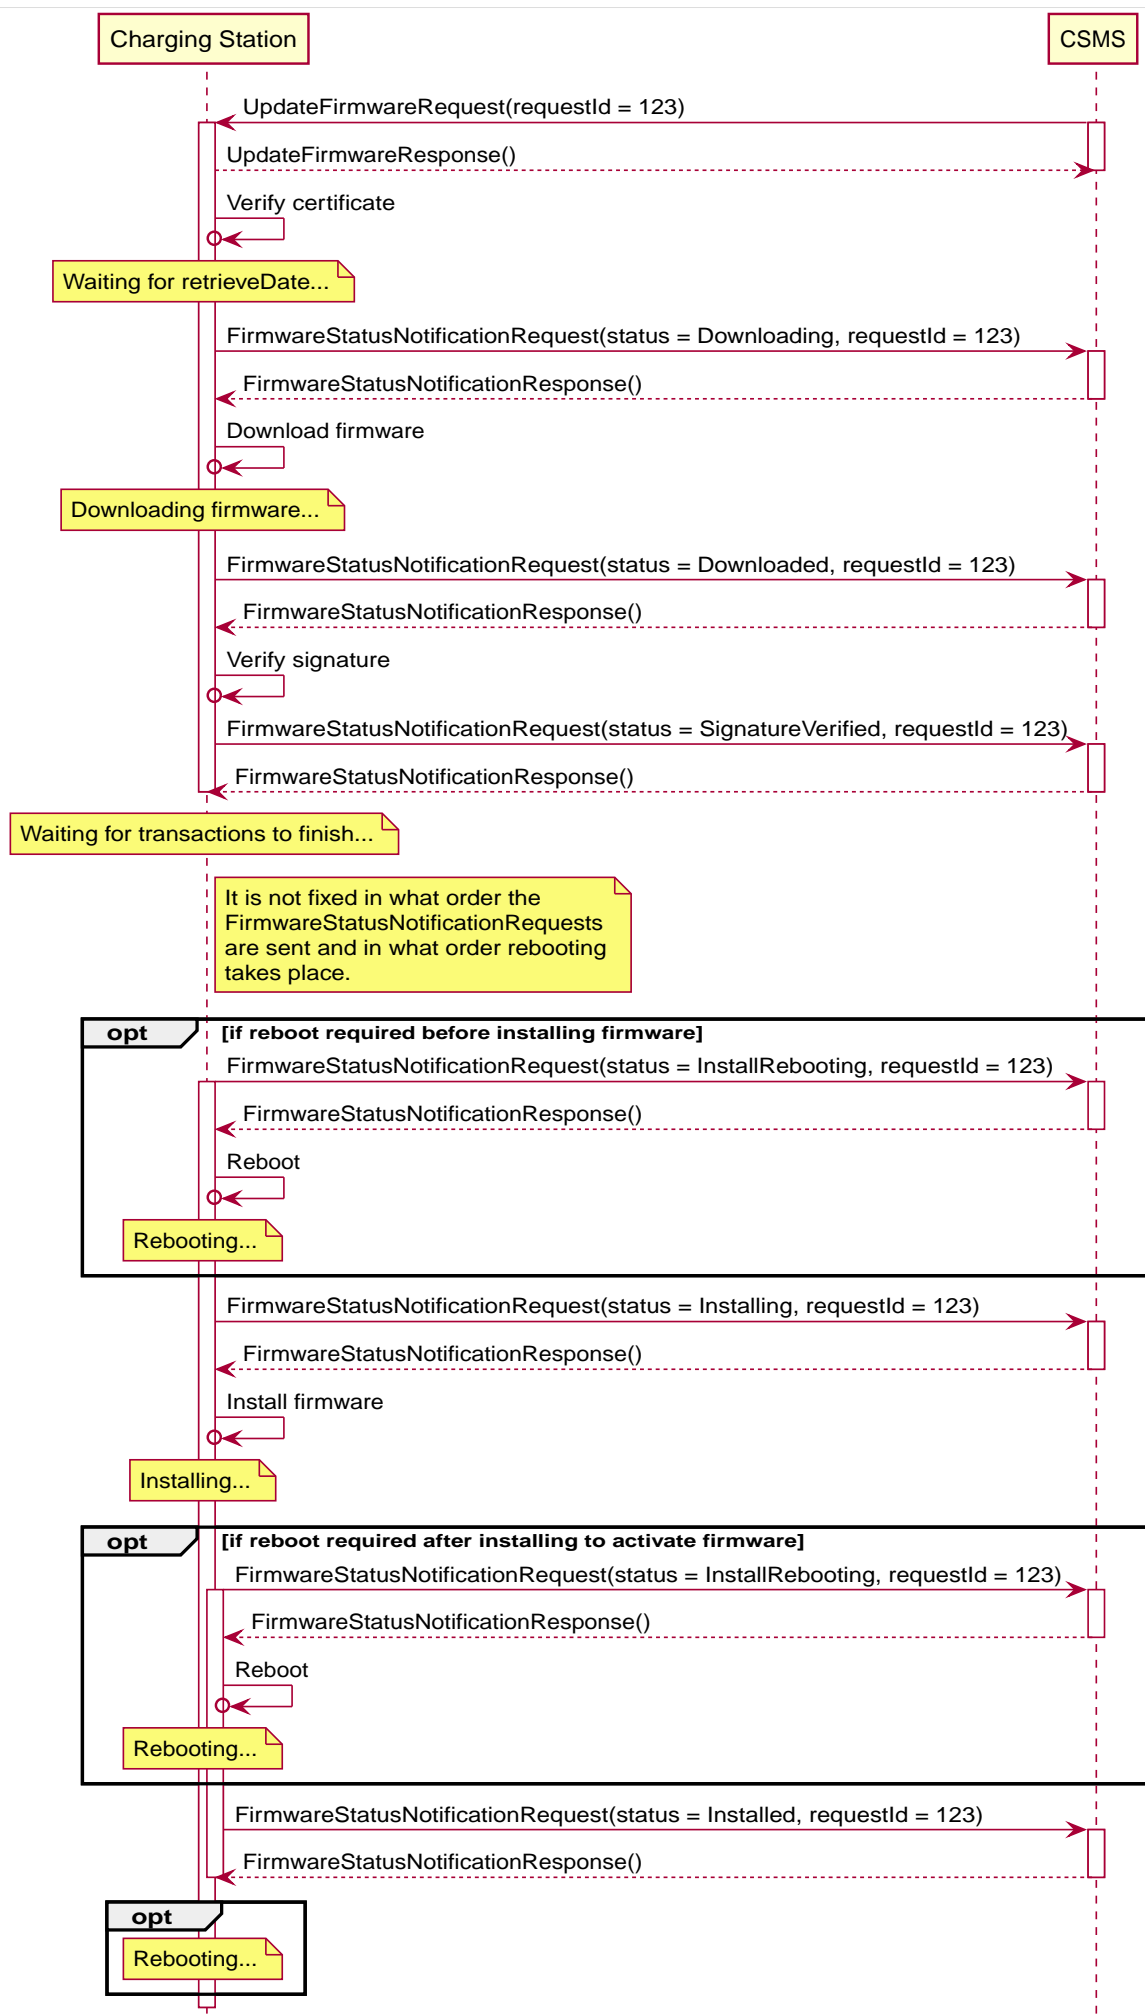 Charging Station
CSMS
UpdateFirmwareRequest(requestId = 123)
UpdateFirmwareResponse()
Verify certificate
Waiting for retrieveDate...
FirmwareStatusNotificationRequest(status = Downloading, requestId = 123)
FirmwareStatusNotificationResponse()
Download firmware
Downloading firmware...
FirmwareStatusNotificationRequest(status = Downloaded, requestId = 123)
FirmwareStatusNotificationResponse()
Verify signature
FirmwareStatusNotificationRequest(status = SignatureVerified, requestId = 123)
FirmwareStatusNotificationResponse()
Waiting for transactions to finish...
It is not fixed in what order the
FirmwareStatusNotificationRequests
are sent and in what order rebooting
takes place.
opt [if reboot required before installing firmware]
FirmwareStatusNotificationRequest(status = InstallRebooting, requestId = 123)
FirmwareStatusNotificationResponse()
Reboot
Rebooting...
FirmwareStatusNotificationRequest(status = Installing, requestId = 123)
FirmwareStatusNotificationResponse()
Install firmware
Installing...
opt [if reboot required after installing to activate firmware]
FirmwareStatusNotificationRequest(status = InstallRebooting, requestId = 123)
FirmwareStatusNotificationResponse()
Reboot
Rebooting...
FirmwareStatusNotificationRequest(status = Installed, requestId = 123)
FirmwareStatusNotificationResponse()
opt
Rebooting...